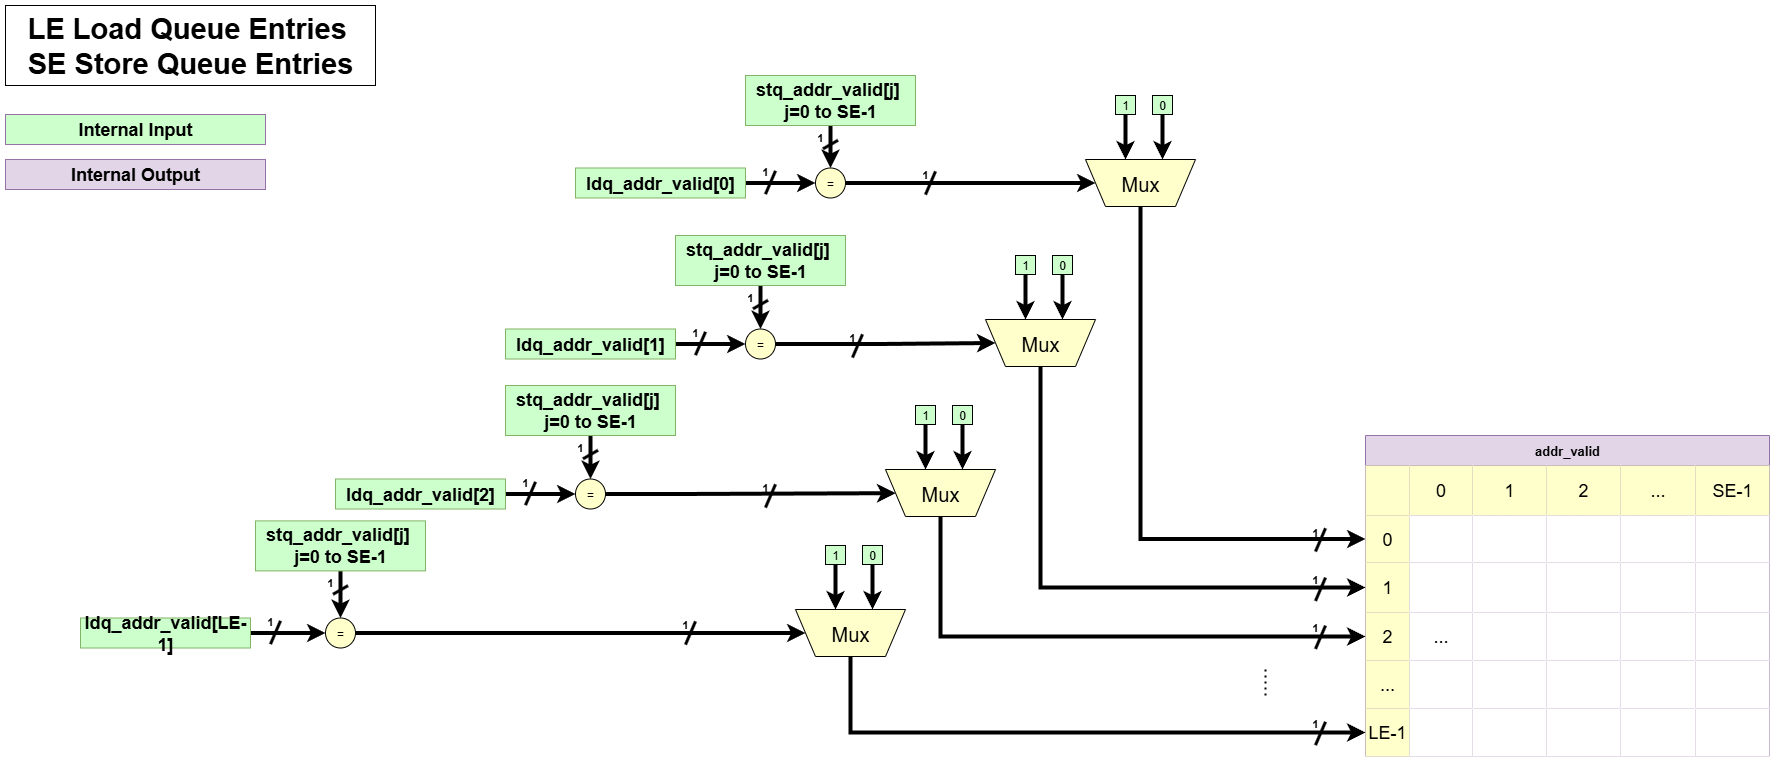 LE Load Queue Entries
SE Store Queue Entries
Internal Input
Internal Output
stq_addr_valid[j]
j=0 to SE-1
1 0
1
ldq_addr_valid[0]
1
=
1
Mux
stq_addr_valid[j]
j=0 to SE-1
1 0
1
ldq_addr_valid[1]
1
=
1
Mux
stq_addr_valid[j]
j=0 to SE-1
1 0
1
ldq_addr_valid[2]
1
=
1
Mux
stq_addr_valid[j]
j=0 to SE-1
1 0
1
ldq_addr_valid[LE-
1]
1
=
1
Mux
addr_valid
0 1 2 ... SE-1
1 0
1 1
1 2 ...
...
1 LE-1